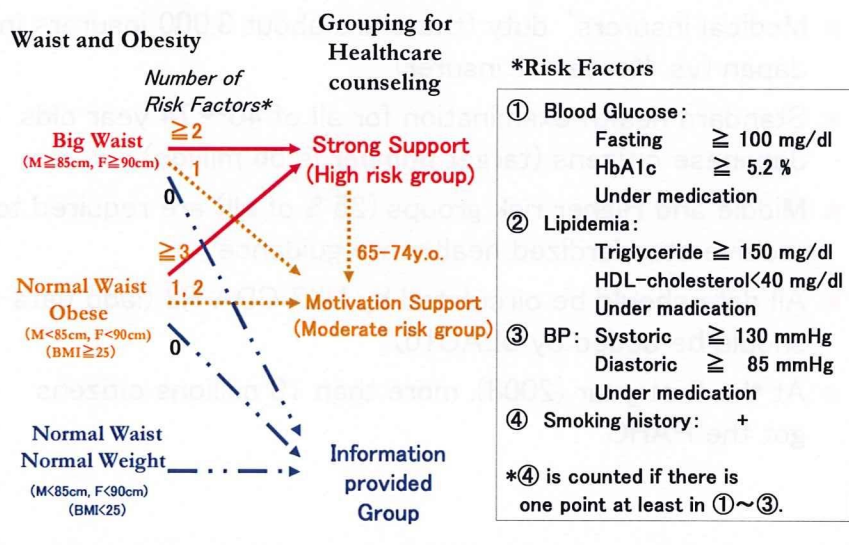 Waist and Obesity
Grouping for
Healthcare
counseling
Number of
Risk Factors*
*Risk Factors
Big Waist
(M≧85cm, F≧90cm)
≧2
1
0
Strong Support
(High risk group)
65-74y.o.
Normal Waist
Obese
(M<85cm, F<90cm)
(BMI≧25)
≧3
1,2
0
Motivation Support
(Moderate risk group)
Normal Waist
Normal Weight
(M<85cm, F<90cm)
(BMI<25)
Information
provided
Group
① Blood Glucose:
Fasting ≧ 100 mg/dl
HbA1c ≧ 5.2 %
Under medication
② Lipidemia:
Triglyceride ≧ 150 mg/dl
HDL-cholesterol<40 mg/dl
Under madication
③ BP: Systoric ≧ 130 mmHg
Diastoric ≧ 85 mmHg
Under medication
④ Smoking history:
*④ is counted if there is
one point at least in ①～③.